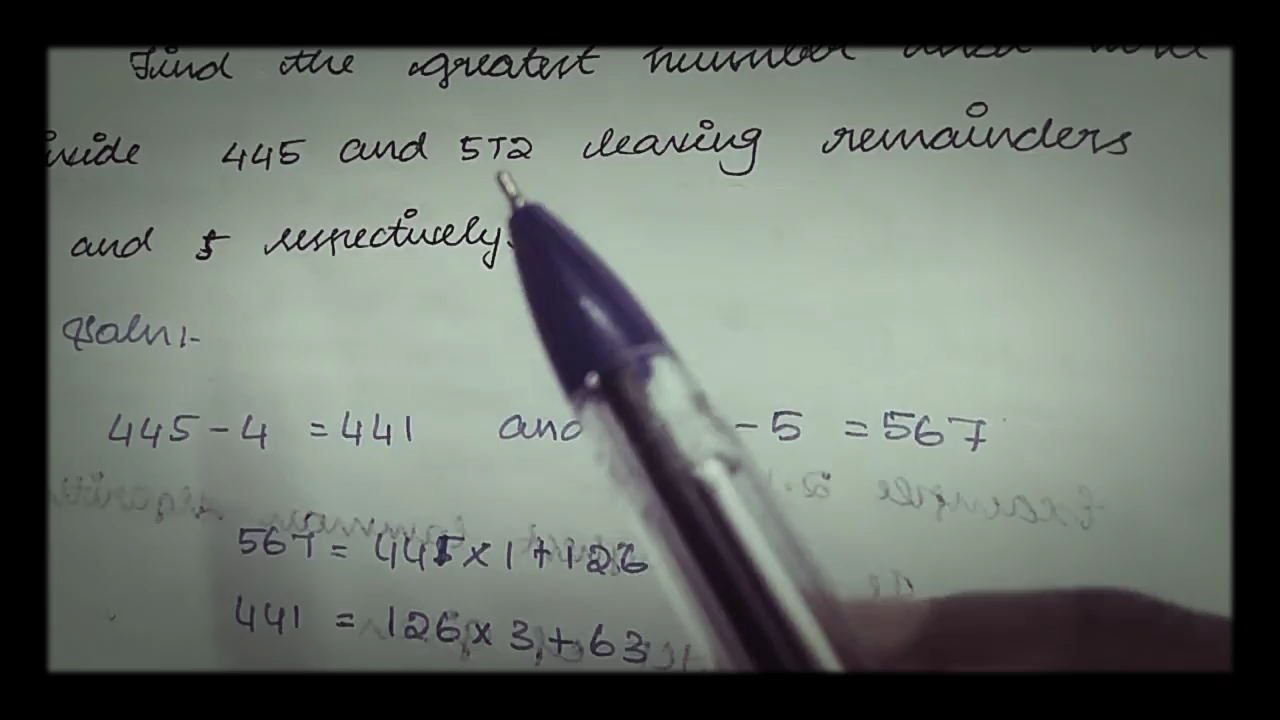 Find the greatest number
445 and 572 leaving remainders
and 5 respectively.
Soln:-
445 - 4 = 441 and - 5 = 567
567 = 441 x 1 + 126
441 = 126 x 3 + 63